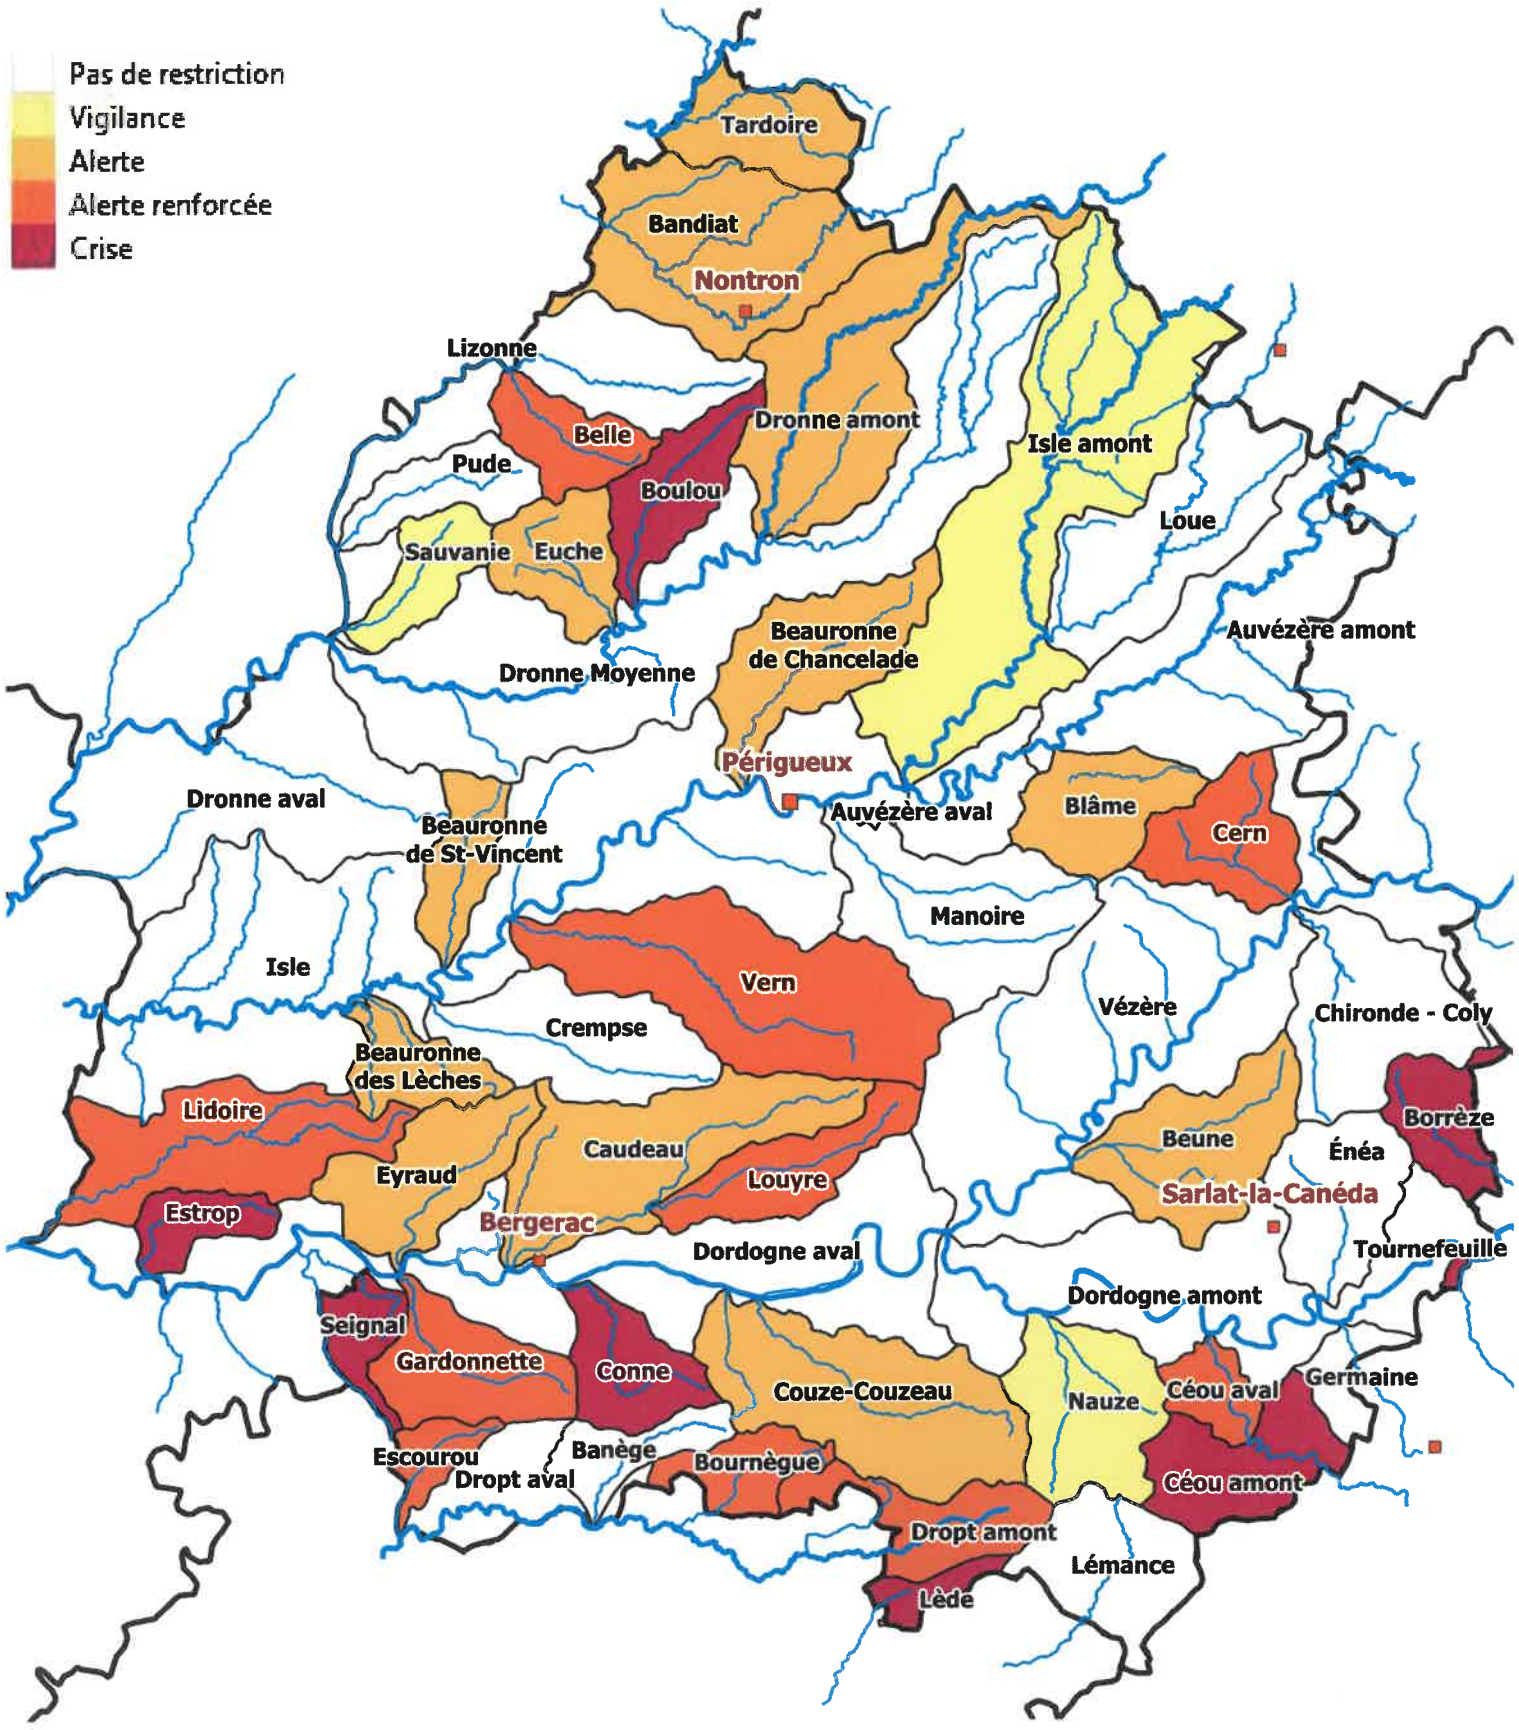 Pas de restriction
Vigilance
Alerte
Alerte renforcée
Crise
Tardoire
Bandiat
Nontron
Lizonne
Belle
Dronne amont
Isle amont
Pude
Boulou
Loue
Sauvanie
Euche
Beauronne
de Chancelade
Auvézère amont
Dronne Moyenne
Périgueux
Dronne aval
Auvézère aval
Blâme
Cern
Beauronne
de St-Vincent
Manoire
Isle
Vern
Vézère
Chironde - Coly
Crempse
Beauronne
des Lèches
Lidoire
Borrèze
Beune
Énéa
Caudeau
Eyraud
Louyre
Sarlat-la-Canéda
Estrop
Bergerac
Dordogne aval
Tournefeuille
Dordogne amont
Seignal
Gardonnette
Conne
Couze-Couzeau
Nauze
Céou aval
Germaine
Escourou
Banège
Dropt aval
Bournègue
Céou amont
Dropt amont
Lémance
Lède